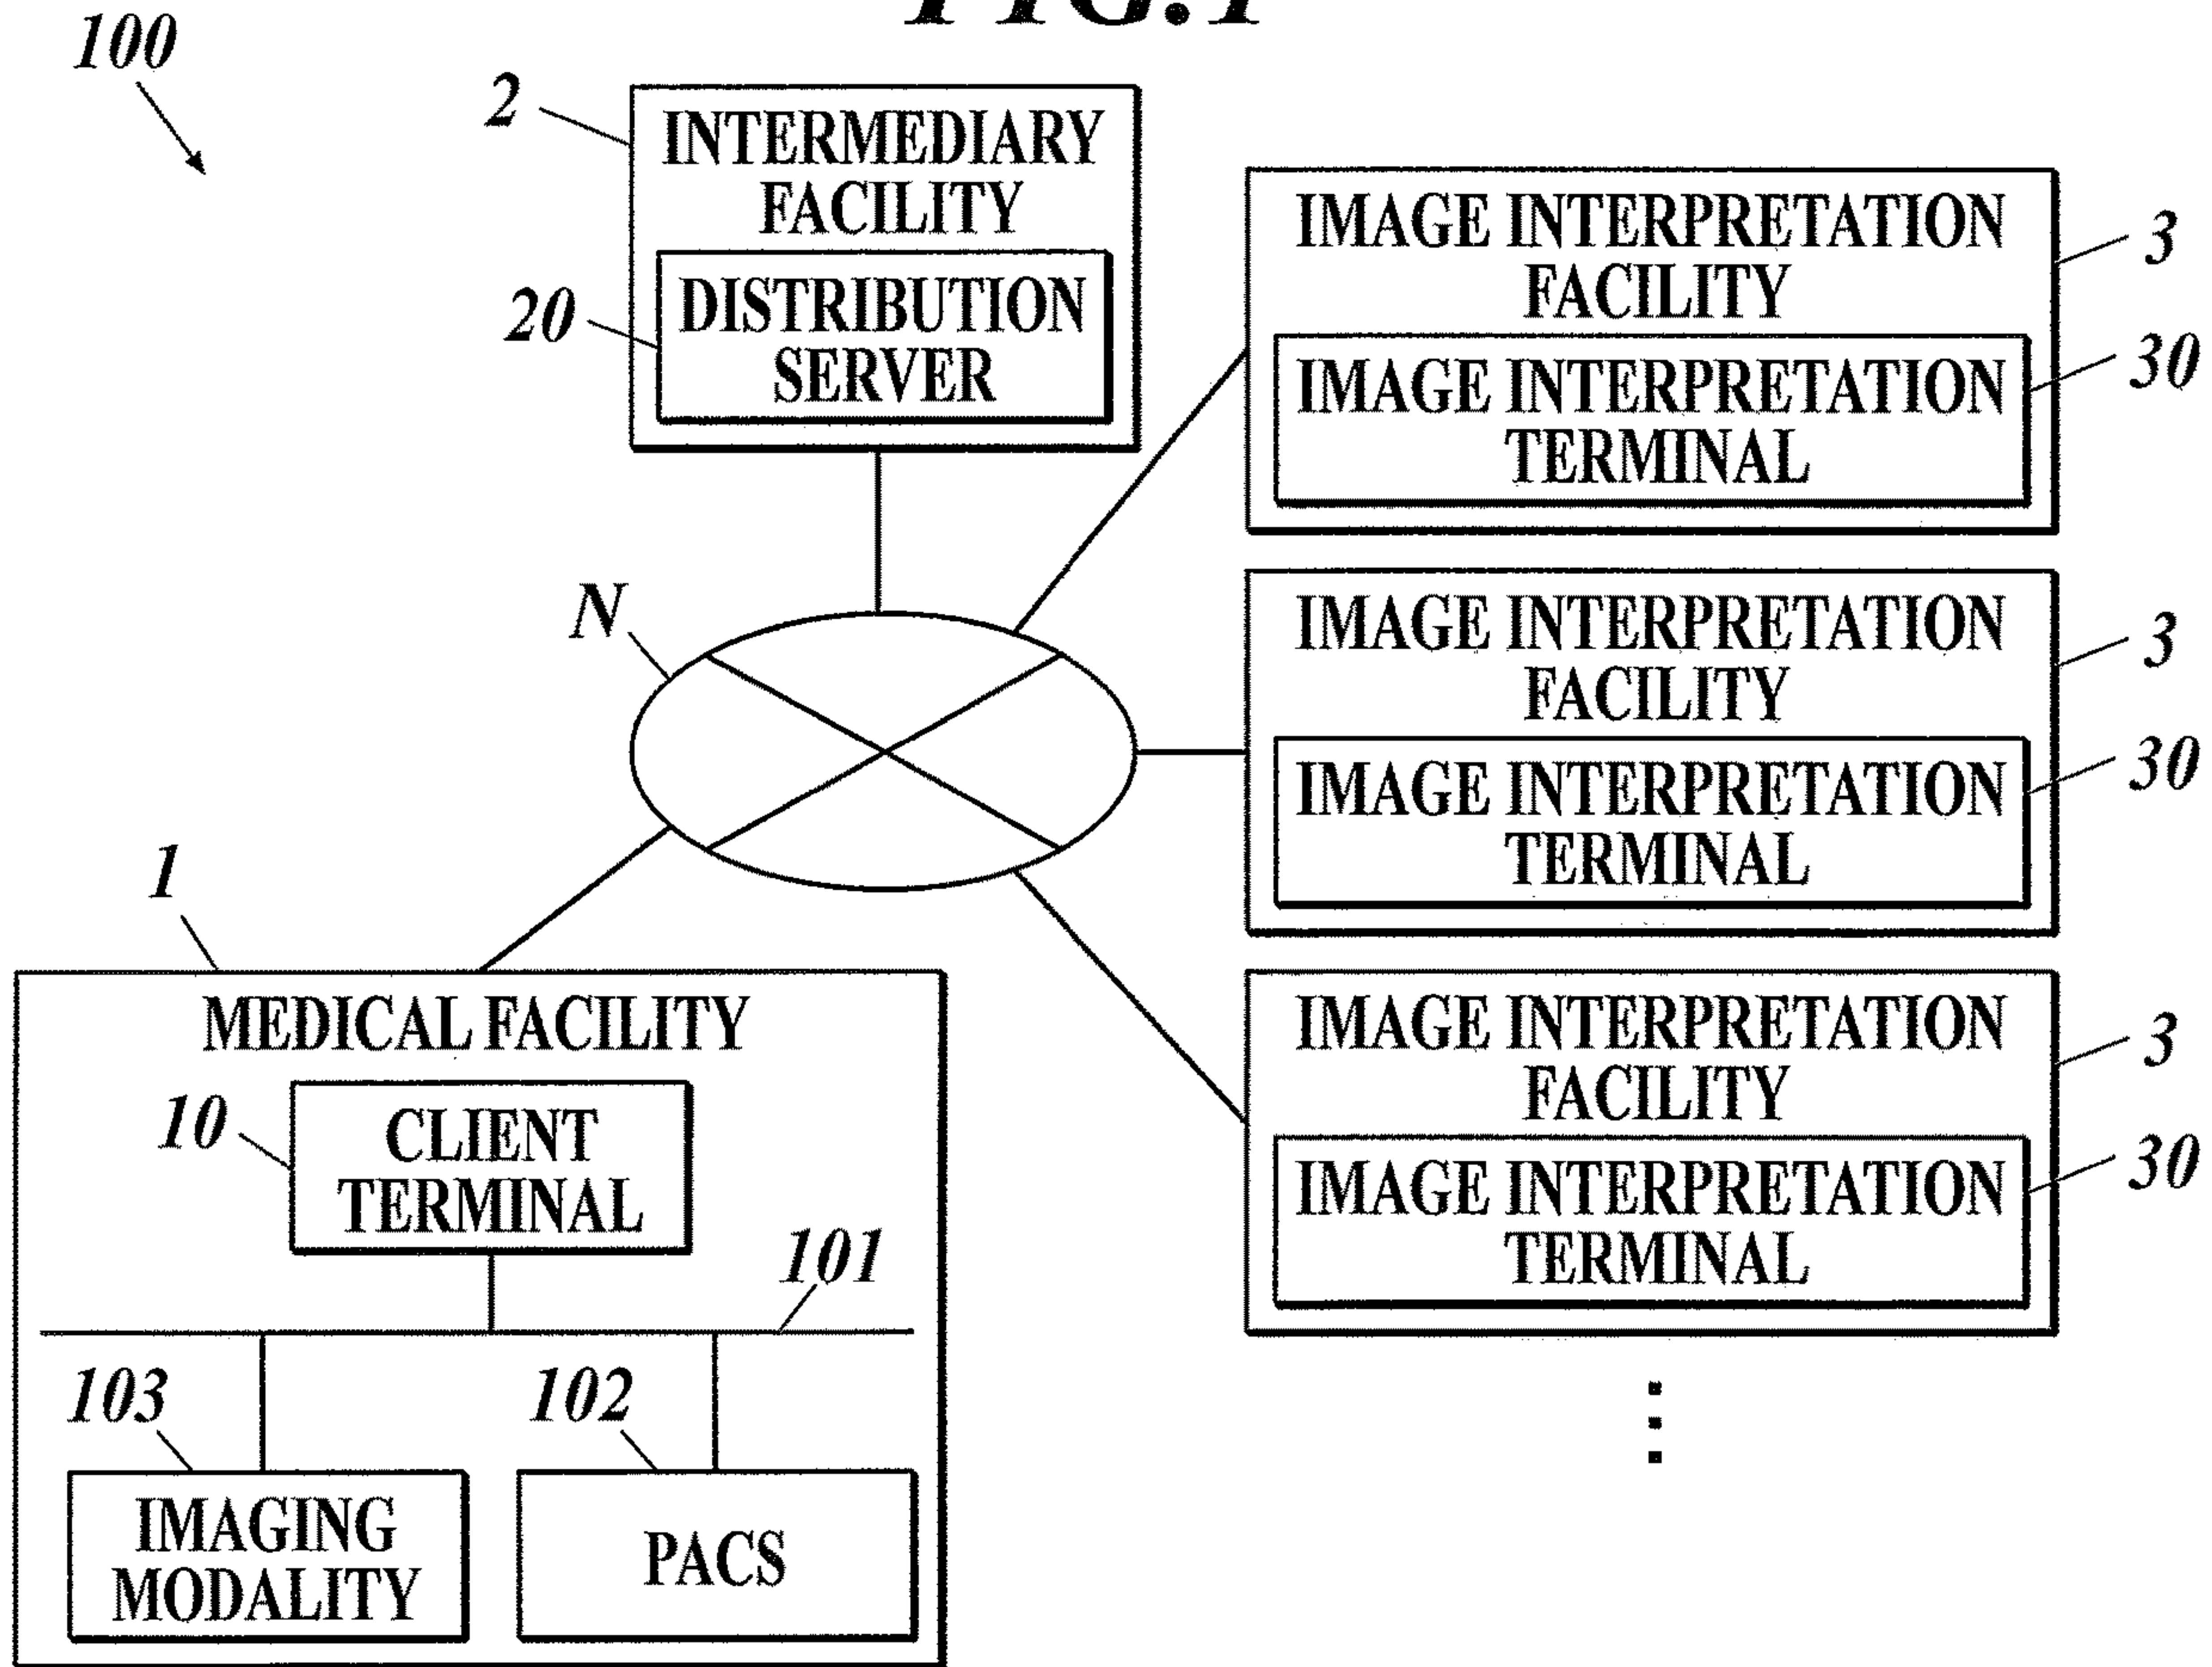 FIG.1
100
2
INTERMEDIARY
FACILITY
20
DISTRIBUTION
SERVER
IMAGE INTERPRETATION
FACILITY
3
IMAGE INTERPRETATION
TERMINAL
30
N
IMAGE INTERPRETATION
FACILITY
3
IMAGE INTERPRETATION
TERMINAL
30
1
MEDICAL FACILITY
10
CLIENT
TERMINAL
101
103
102
IMAGING
MODALITY
PACS
IMAGE INTERPRETATION
FACILITY
3
IMAGE INTERPRETATION
TERMINAL
30